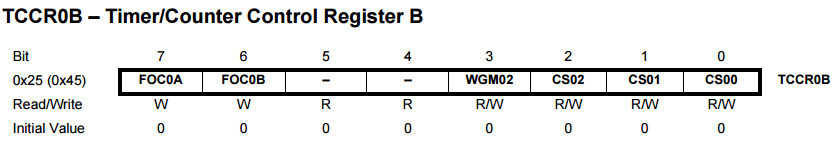 TCCR0B – Timer/Counter Control Register B
Bit 7 6 5 4 3 2 1 0
0x25 (0x45) FOC0A FOC0B – – WGM02 CS02 CS01 CS00 TCCR0B
Read/Write W W R R R/W R/W R/W R/W
Initial Value 0 0 0 0 0 0 0 0